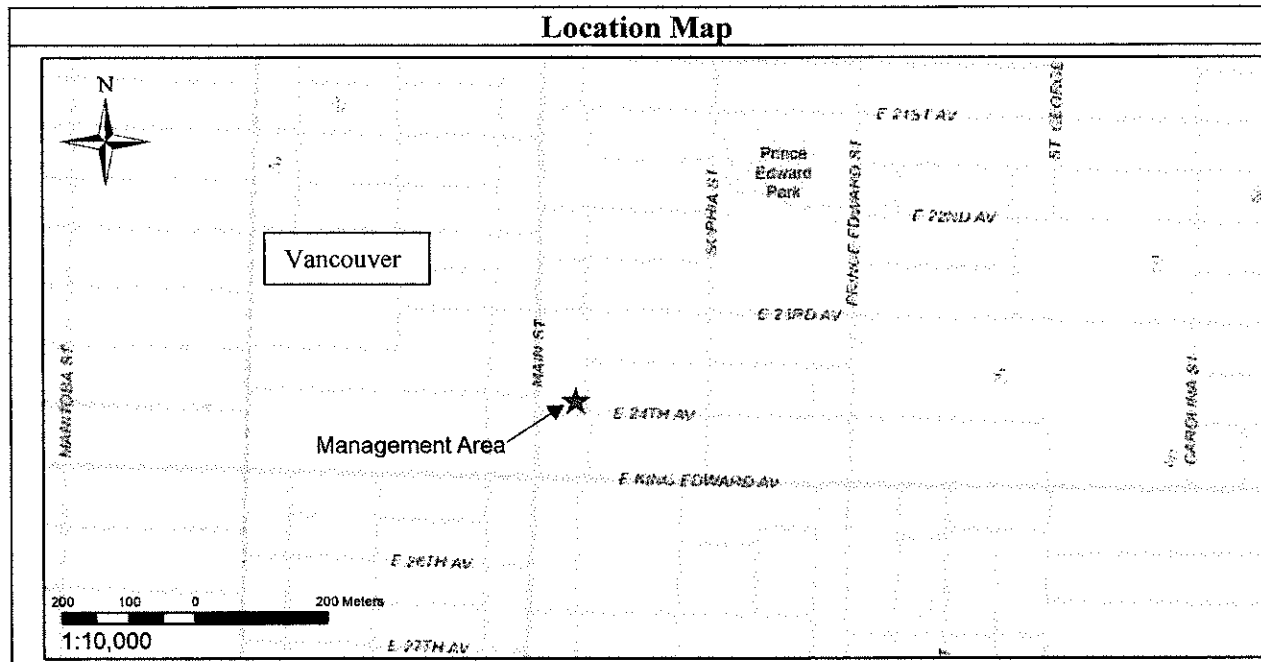 Location Map
N
E 21ST AV
ST GEORGE
Prince
Edward
Park
SOPHIA ST
PRINCE EDWARD ST
E 22ND AV
Vancouver
E 23RD AV
MAIN ST
MANITOBA ST
CAROLINA ST
E 24TH AV
Management Area
E KING EDWARD AV
E 26TH AV
200 100 0 200 Meters
1:10,000
E 27TH AV